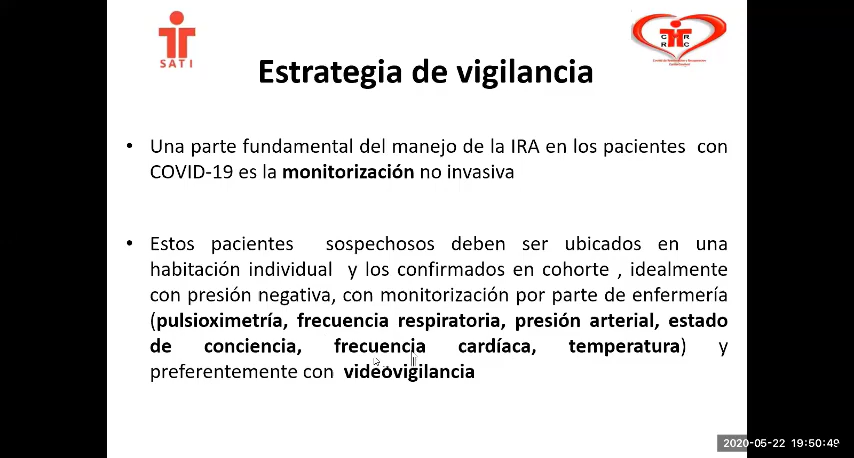 SATI
C R
R C
Estrategia de vigilancia
• Una parte fundamental del manejo de la IRA en los pacientes con
COVID-19 es la monitorización no invasiva
• Estos pacientes sospechosos deben ser ubicados en una
habitación individual y los confirmados en cohorte , idealmente
con presión negativa, con monitorización por parte de enfermería
(pulsioximetría, frecuencia respiratoria, presión arterial, estado
de conciencia, frecuencia cardíaca, temperatura) y
preferentemente con videovigilancia
2020-05-22 19:50:49